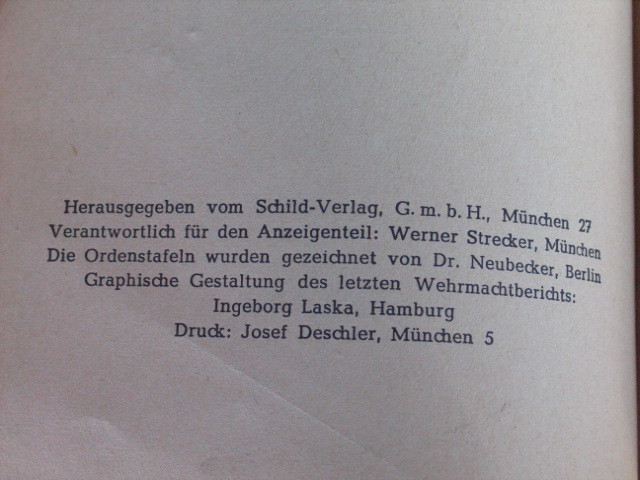 Herausgegeben vom Schild-Verlag, G. m. b. H., München 27
Verantwortlich für den Anzeigenteil: Werner Strecker, München
Die Ordenstafeln wurden gezeichnet von Dr. Neubecker, Berlin
Graphische Gestaltung des letzten Wehrmachtberichts:
Ingeborg Laska, Hamburg
Druck: Josef Deschler, München 5